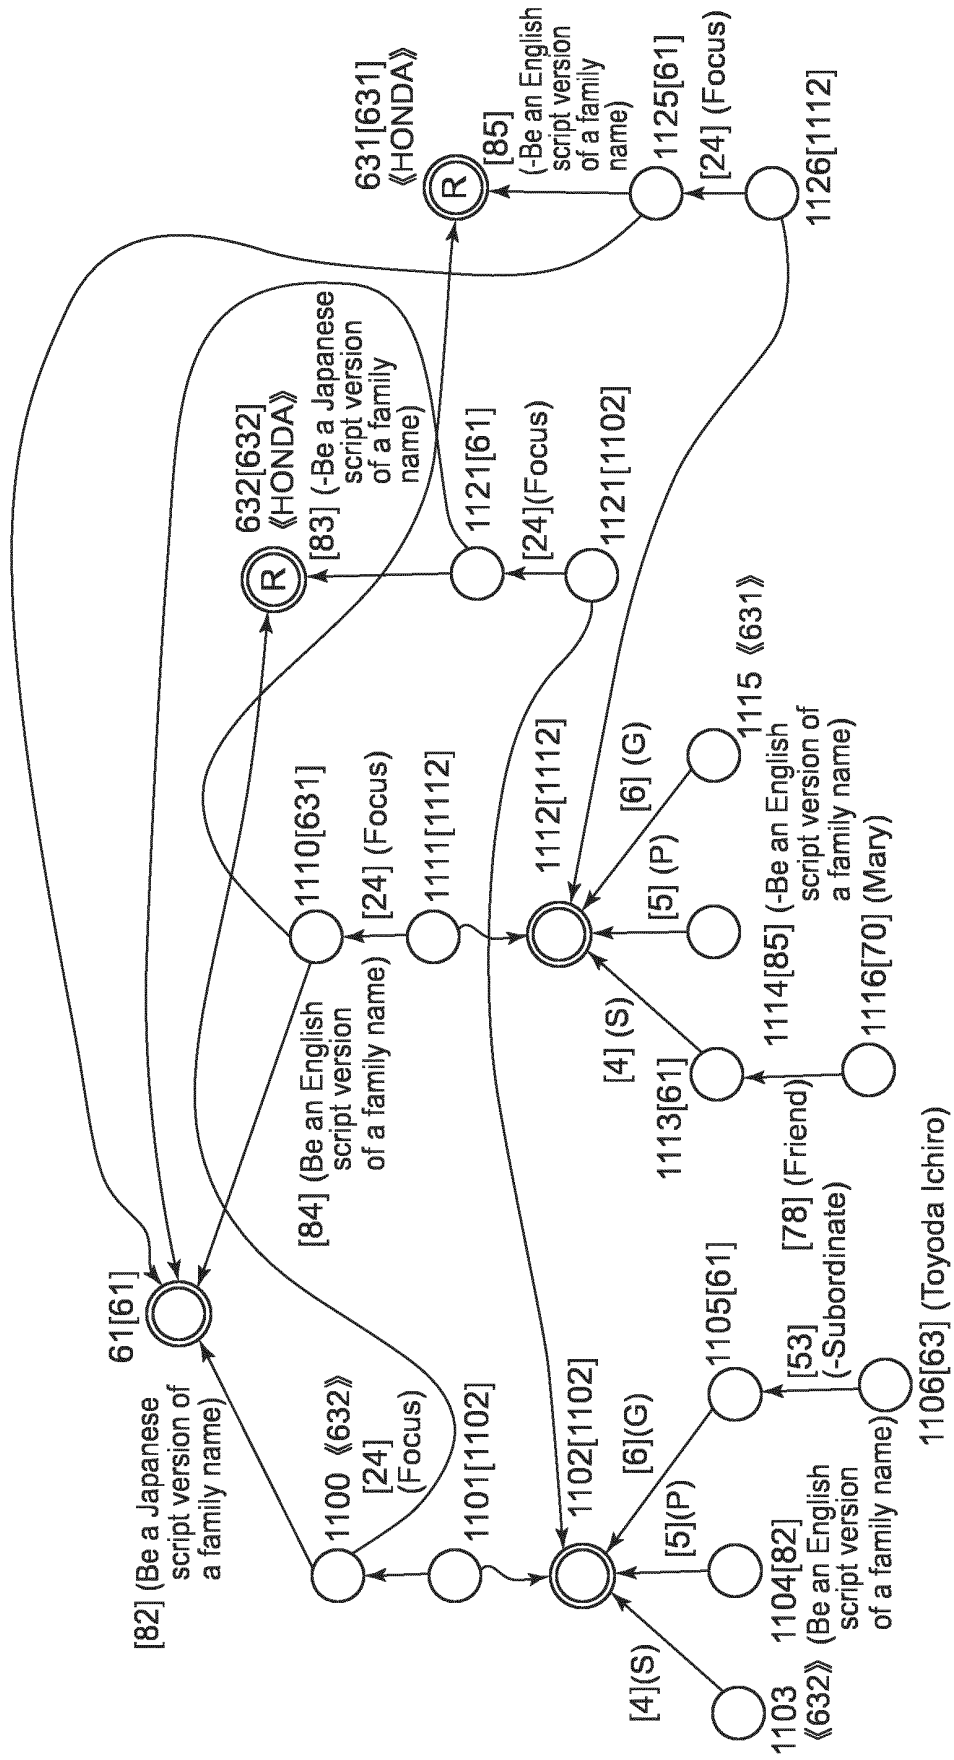 61[61]
[82] (Be a Japanese
script version of
a family name)
1100 《632》
[24]
(Focus)
1101[1102]
1102[1102]
[4](S)
[5](P)
[6](G)
1103
《632》
1104[82]
(Be an English
script version
of a family name)
1105[61]
[53]
(-Subordinate)
1106[63] (Toyoda Ichiro)
[84] (Be an English
script version
of a family name)
1110[631]
[24] (Focus)
1111[1112]
1112[1112]
[4] (S)
[5] (P)
[6] (G)
1113[61]
[78] (Friend)
1114[85] (-Be an English
script version of
a family name)
1115 《631》
1116[70] (Mary)
632[632]
《HONDA》
R
[83] (-Be a Japanese
script version
of a family
name)
1121[61]
[24](Focus)
1121[1102]
631[631]
《HONDA》
R
[85]
(-Be an English
script version
of a family
name)
1125[61]
[24] (Focus)
1126[1112]